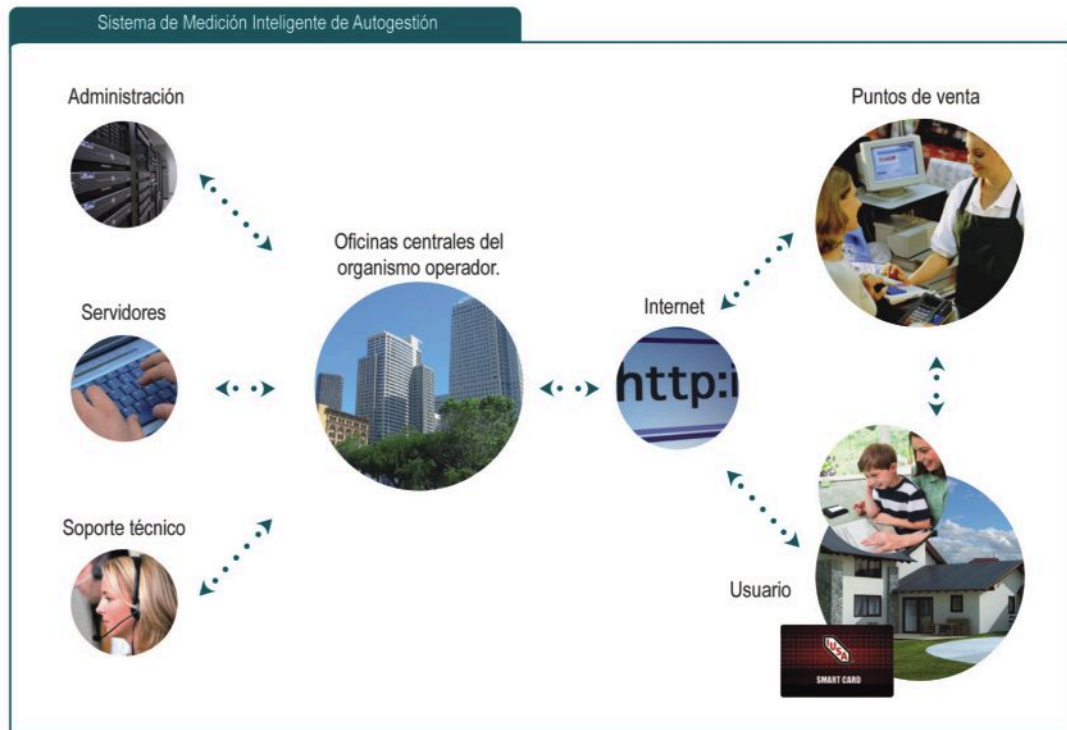 Sistema de Medición Inteligente de Autogestión
Administración
Puntos de venta
Oficinas centrales del
organismo operador.
Servidores
Internet
http:i
Soporte técnico
Usuario
IUSA
SMART CARD